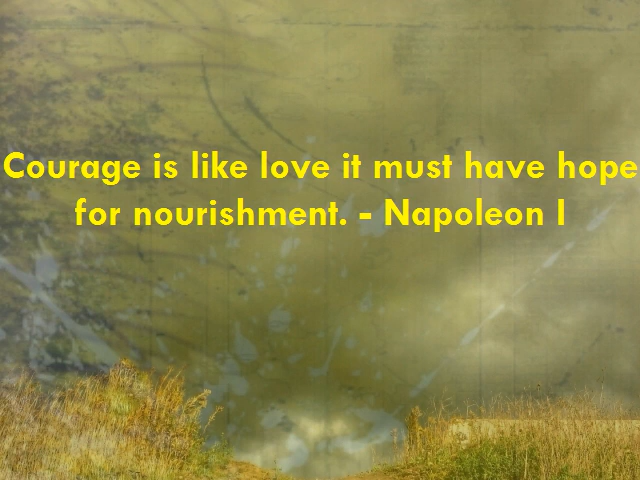 Courage is like love it must have hope
for nourishment. - Napoleon I